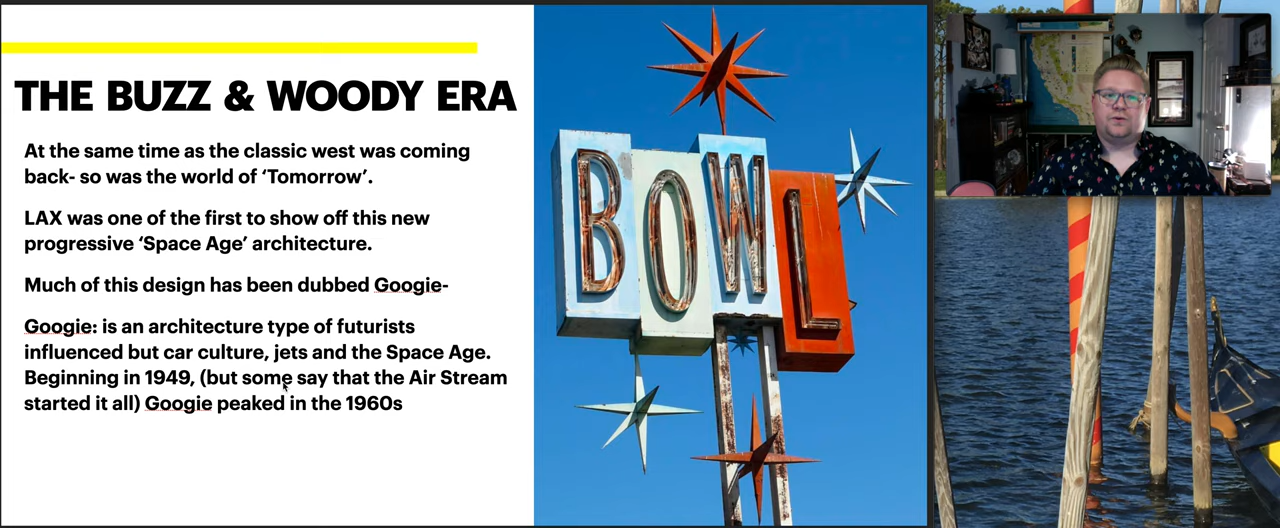 THE BUZZ & WOODY ERA
At the same time as the classic west was coming
back- so was the world of ‘Tomorrow’.
LAX was one of the first to show off this new
progressive ‘Space Age’ architecture.
Much of this design has been dubbed Googie-
Googie: is an architecture type of futurists
influenced but car culture, jets and the Space Age.
Beginning in 1949, (but some say that the Air Stream
started it all) Googie peaked in the 1960s
BOWL